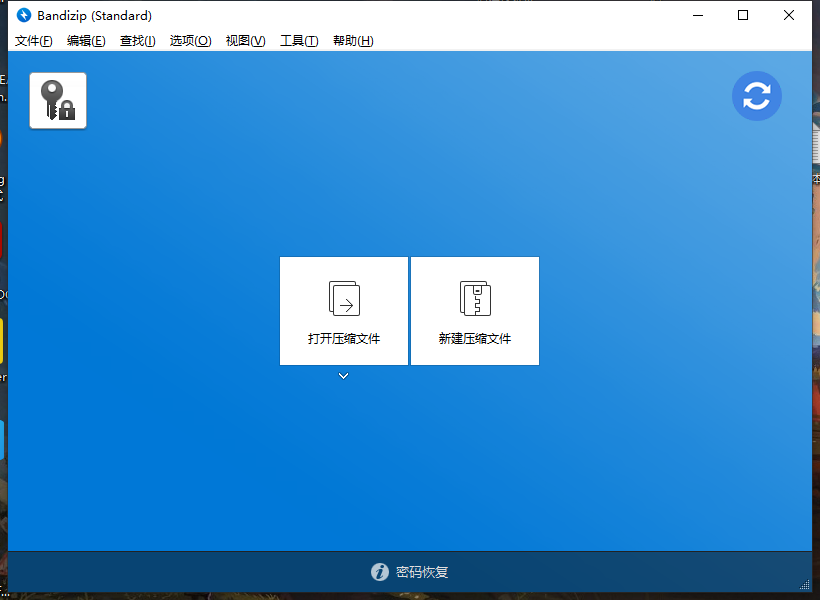 Bandizip (Standard)
文件(F) 编辑(E) 查找(I) 选项(O) 视图(V) 工具(T) 帮助(H)
打开压缩文件 新建压缩文件
密码恢复